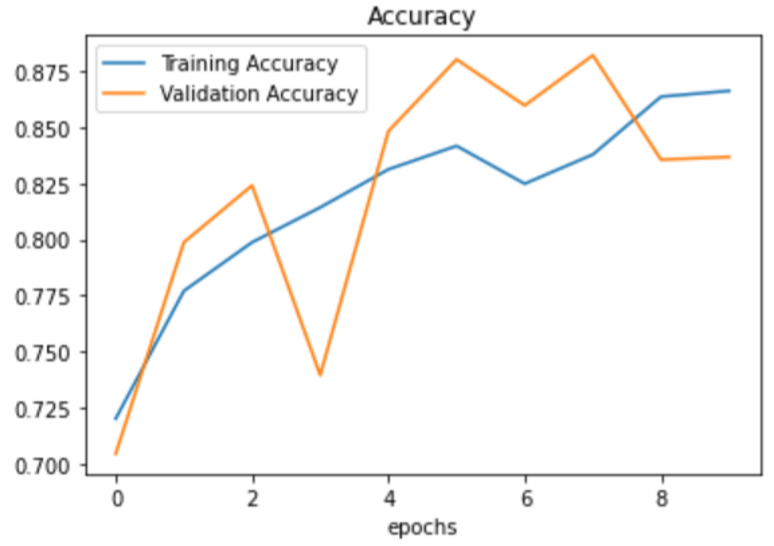 Accuracy
Training Accuracy
Validation Accuracy
0.875
0.850
0.825
0.800
0.775
0.750
0.725
0.700
0 2 4 6 8
epochs